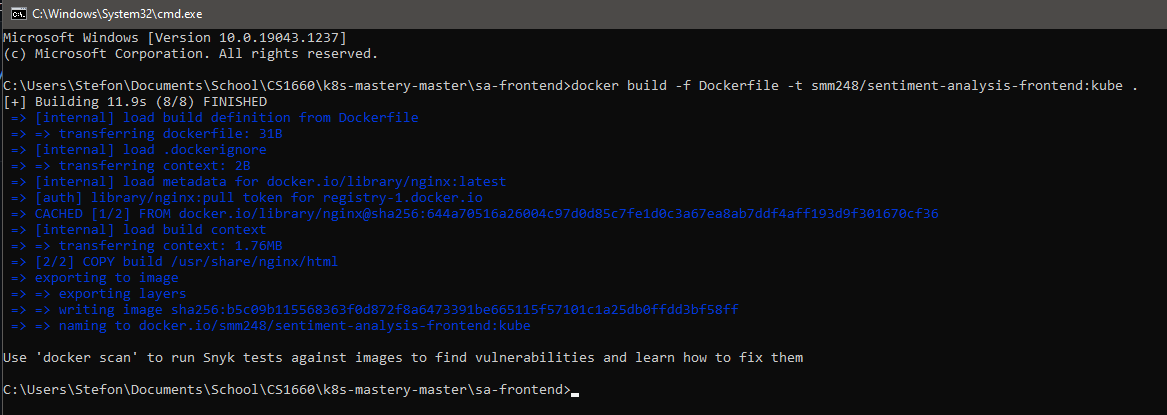 C:\Windows\System32\cmd.exe
Microsoft Windows [Version 10.0.19043.1237]
(c) Microsoft Corporation. All rights reserved.
C:\Users\Stefon\Documents\School\CS1660\k8s-mastery-master\sa-frontend>docker build -f Dockerfile -t smm248/sentiment-analysis-frontend:kube .
[+] Building 11.9s (8/8) FINISHED
=> [internal] load build definition from Dockerfile
=> => transferring dockerfile: 31B
=> [internal] load .dockerignore
=> => transferring context: 2B
=> [internal] load metadata for docker.io/library/nginx:latest
=> [auth] library/nginx:pull token for registry-1.docker.io
=> CACHED [1/2] FROM docker.io/library/nginx@sha256:644a70516a26004c97d0d85c7fe1d0c3a67ea8ab7ddf4aff193d9f301670cf36
=> [internal] load build context
=> => transferring context: 1.76MB
=> [2/2] COPY build /usr/share/nginx/html
=> exporting to image
=> => exporting layers
=> => writing image sha256:b5c09b115568363f0d872f8a6473391be665115f57101c1a25db0ffdd3bf58ff
=> => naming to docker.io/smm248/sentiment-analysis-frontend:kube
Use 'docker scan' to run Snyk tests against images to find vulnerabilities and learn how to fix them
C:\Users\Stefon\Documents\School\CS1660\k8s-mastery-master\sa-frontend>